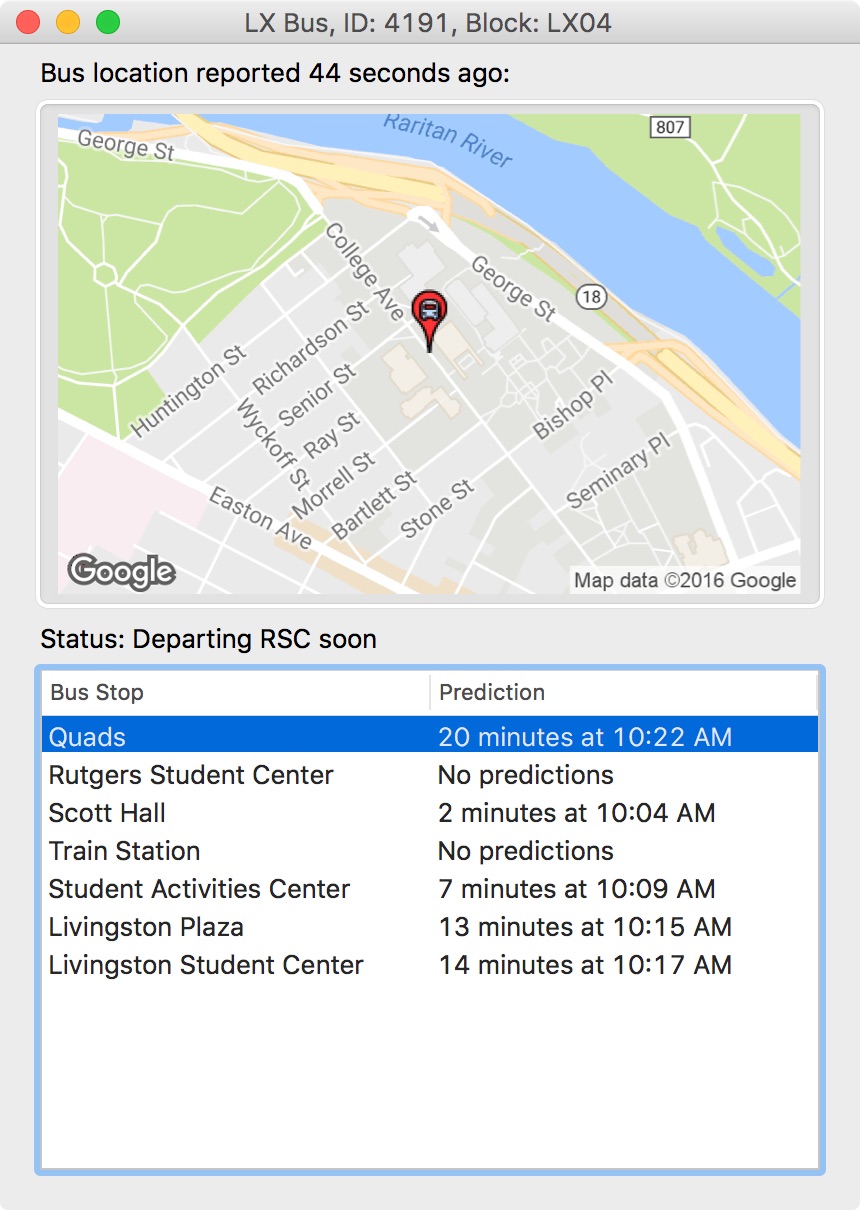 LX Bus, ID: 4191, Block: LX04
Bus location reported 44 seconds ago:
George St
Raritan River
807
College Ave
George St
18
Richardson St
Huntington St
Senior St
Bishop Pl
Wyckoff St
Ray St
Morrell St
Seminary Pl
Bartlett St
Stone St
Easton Ave
Google
Map data ©2016 Google
Status: Departing RSC soon
Bus Stop Prediction
Quads 20 minutes at 10:22 AM
Rutgers Student Center No predictions
Scott Hall 2 minutes at 10:04 AM
Train Station No predictions
Student Activities Center 7 minutes at 10:09 AM
Livingston Plaza 13 minutes at 10:15 AM
Livingston Student Center 14 minutes at 10:17 AM